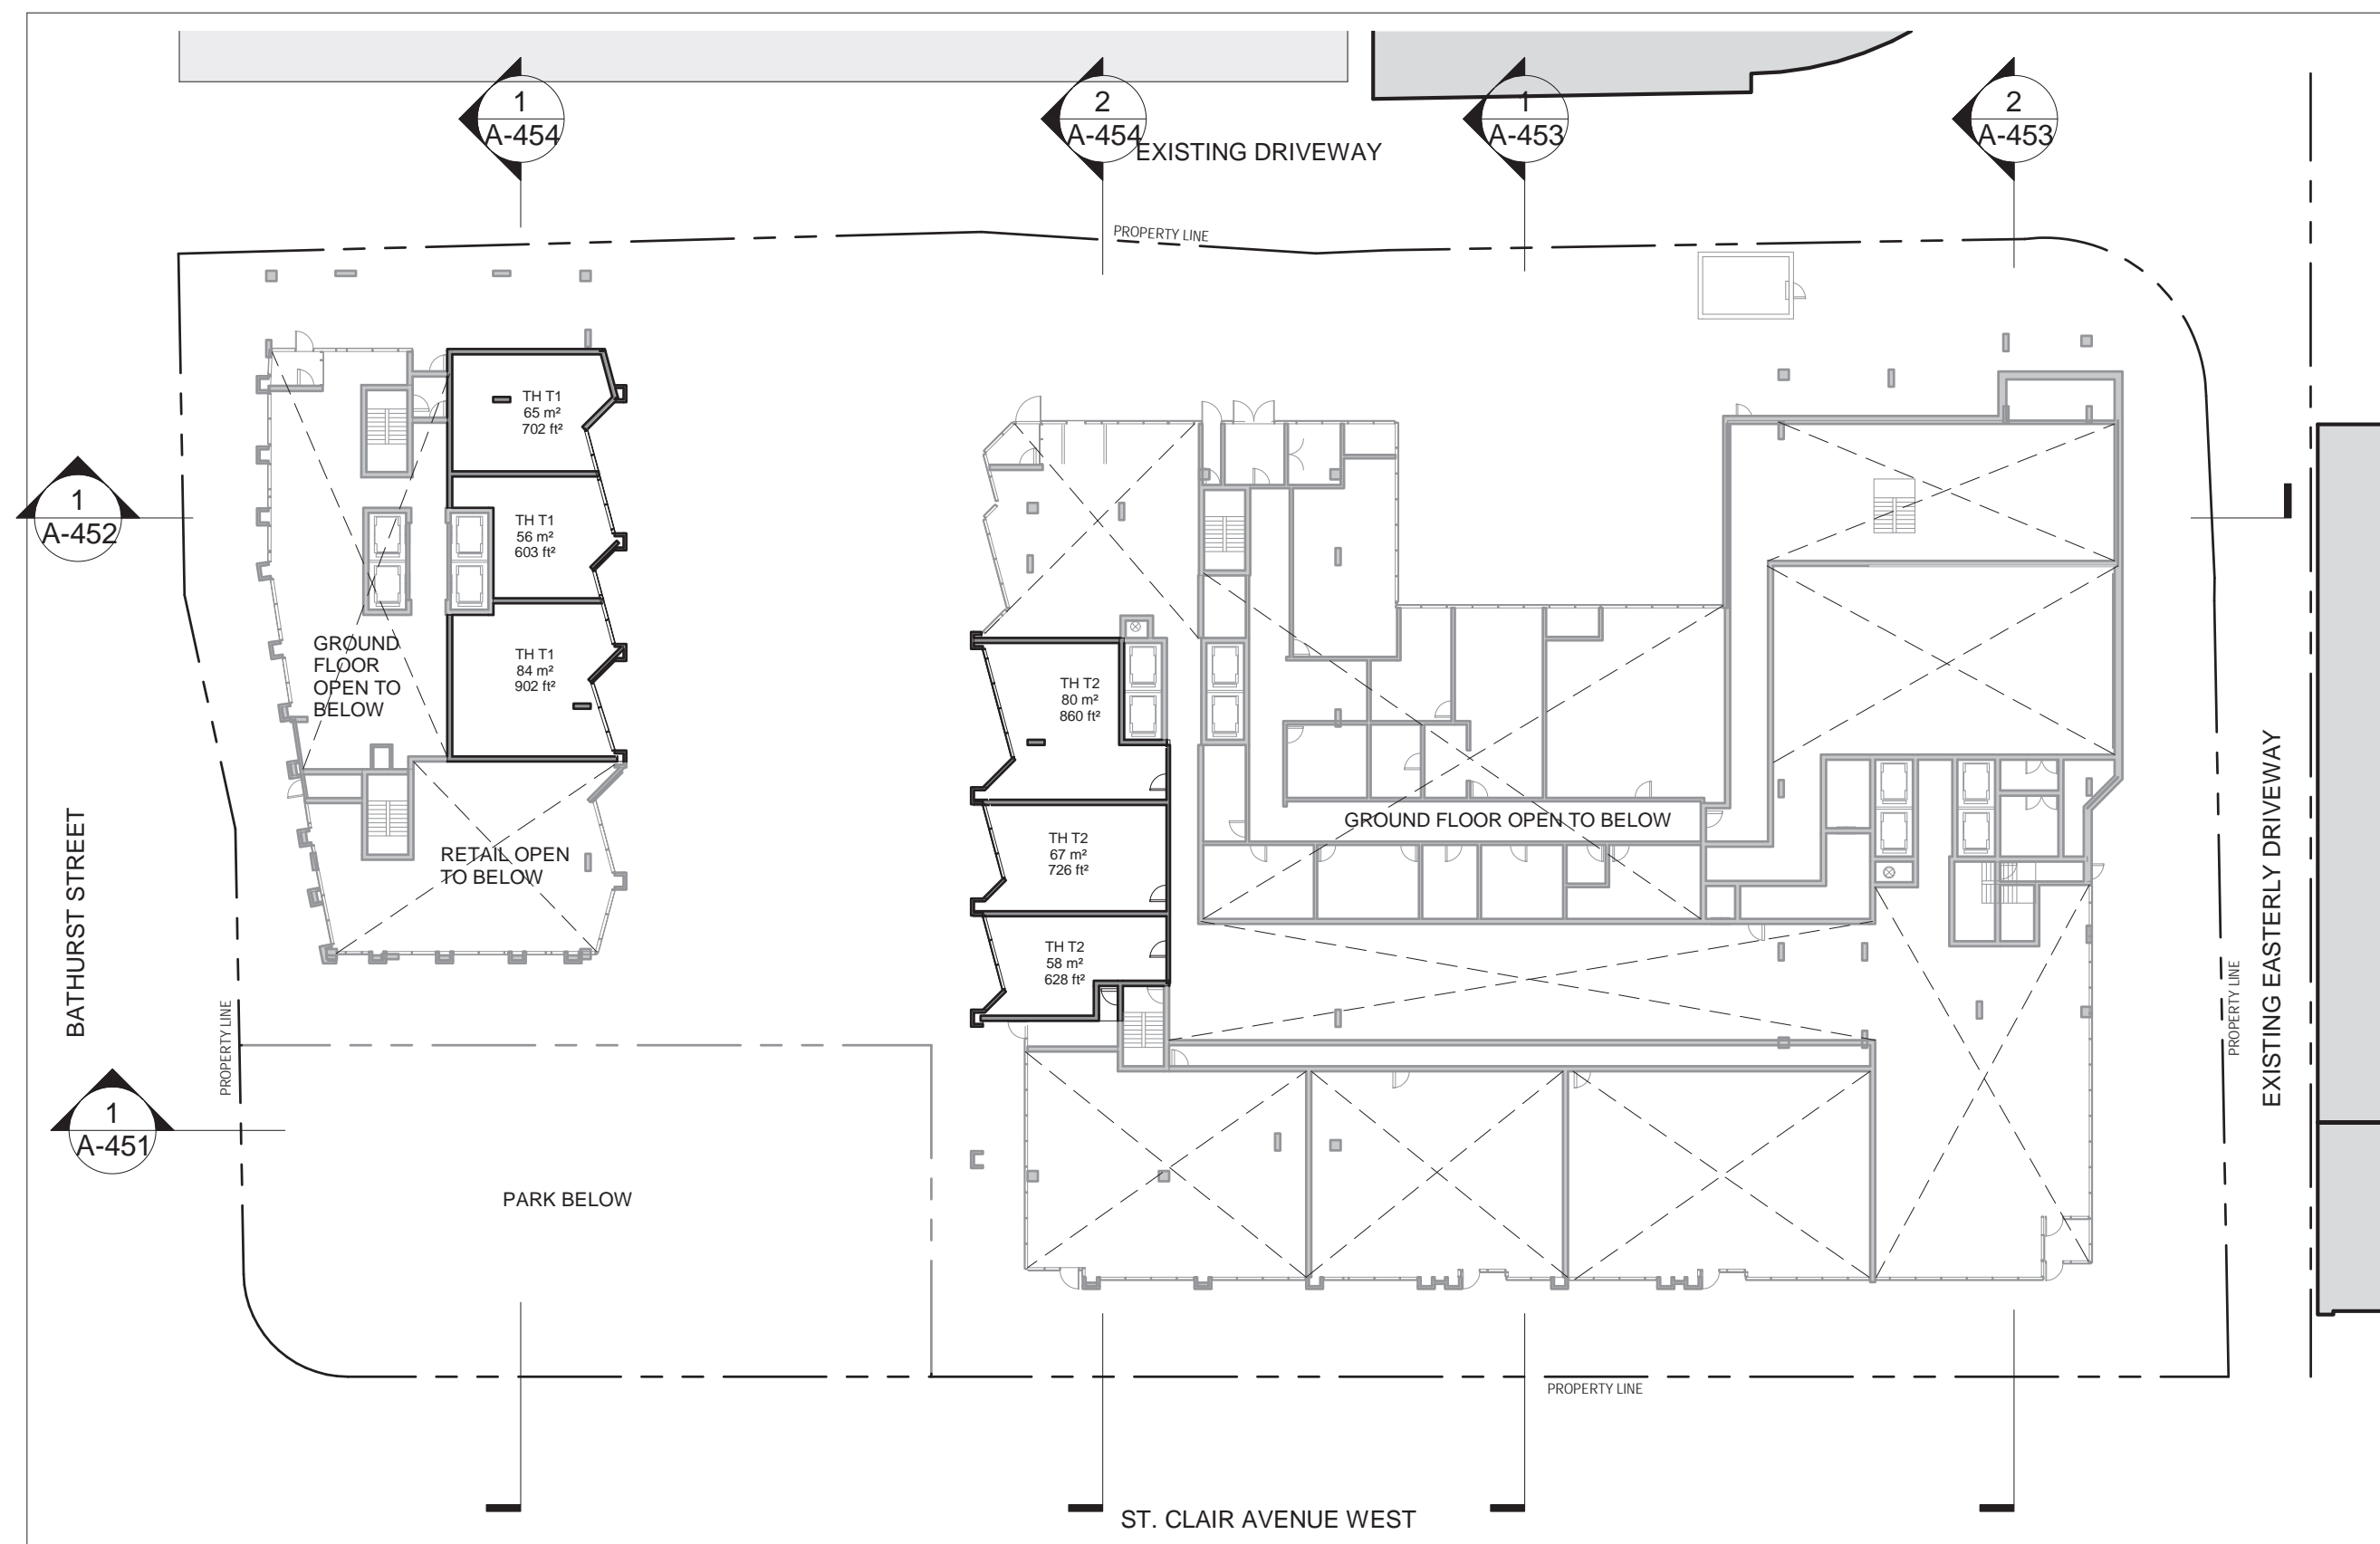 1
A-454
2
A-454
1
A-453
2
A-453
EXISTING DRIVEWAY
PROPERTY LINE
TH T1
65 m²
702 ft²
1
A-452
TH T1
56 m²
603 ft²
GROUND
FLOOR
OPEN TO
BELOW
TH T1
84 m²
902 ft²
TH T2
80 m²
860 ft²
BATHURST STREET
RETAIL OPEN
TO BELOW
TH T2
67 m²
726 ft²
GROUND FLOOR OPEN TO BELOW
EXISTING EASTERLY DRIVEWAY
TH T2
58 m²
628 ft²
PROPERTY LINE
PROPERTY LINE
1
A-451
PARK BELOW
PROPERTY LINE
ST. CLAIR AVENUE WEST